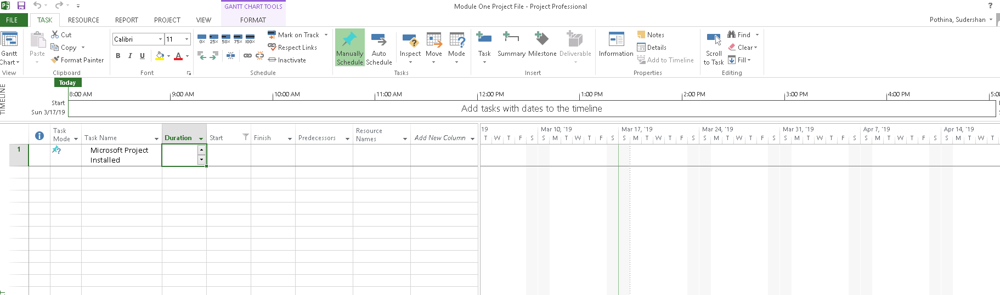 GANTT CHART TOOLS
Module One Project File - Project Professional
?
FILE
TASK
RESOURCE
REPORT
PROJECT
VIEW
FORMAT
Pothina, Sudershan
Gantt
Chart
View
Paste
Cut
Copy
Format Painter
Clipboard
Calibri
11
B I U A
Font
0% 25% 50% 75% 100%
Mark on Track
Respect Links
Inactivate
Schedule
Manually
Schedule
Auto
Schedule
Inspect
Move
Mode
Tasks
Task
Summary
Milestone
Deliverable
Insert
Information
Notes
Details
Add to Timeline
Properties
Scroll
to Task
Find
Clear
Fill
Editing
TIMELINE
Today
8:00 AM 9:00 AM 10:00 AM 11:00 AM 12:00 PM 1:00 PM 2:00 PM 3:00 PM 4:00 PM
Start
Sun 3/17/19
Add tasks with dates to the timeline
Task
Mode
Task Name
Duration
Start
Finish
Predecessors
Resource
Names
Add New Column
19 Mar 10, '19 Mar 17, '19 Mar 24, '19 Mar 31, '19 Apr 7, '19 Apr 14, '19
T W T F S S M T W T F S S M T W T F S S M T W T F S S M T W T F S S M T W T F S S M T W T
1
Microsoft Project
Installed